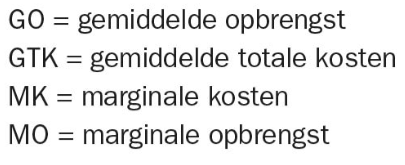 GO = gemiddelde opbrengst
GTK = gemiddelde totale kosten
MK = marginale kosten
MO = marginale opbrengst